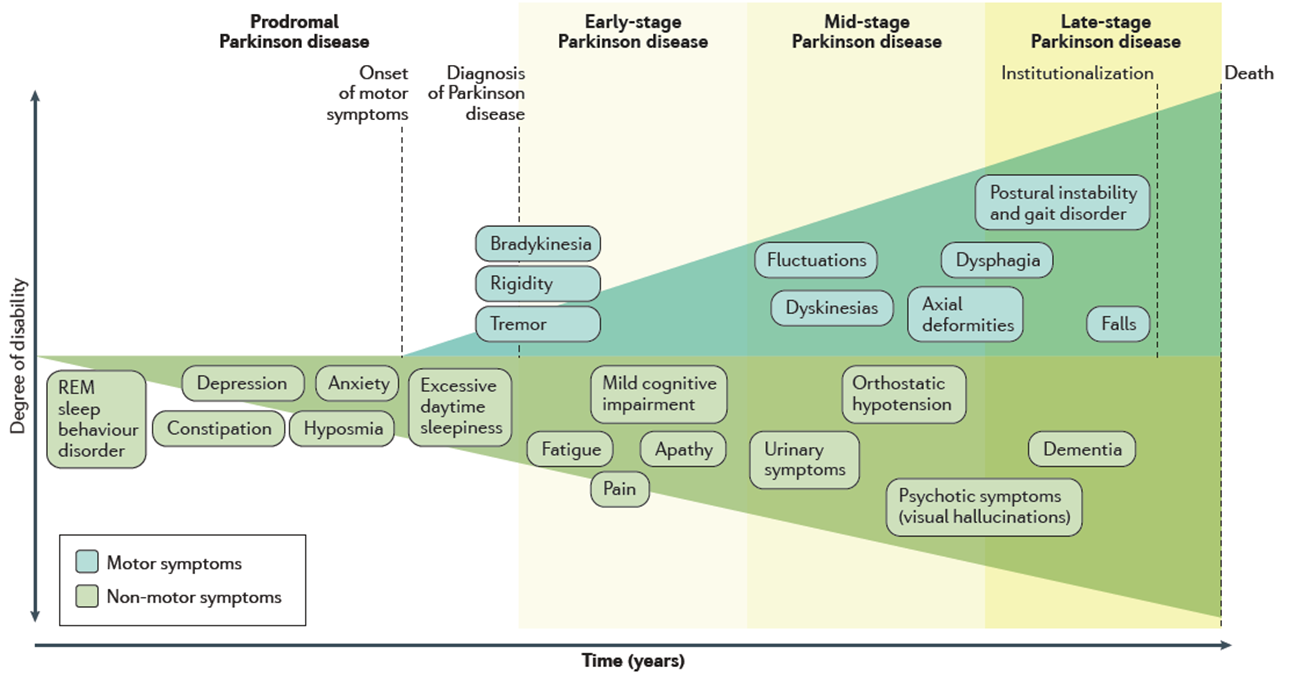 Prodromal
Parkinson disease
Early-stage
Parkinson disease
Mid-stage
Parkinson disease
Late-stage
Parkinson disease
Onset
of motor
symptoms
Diagnosis
of Parkinson
disease
Institutionalization
Death
Degree of disability
Bradykinesia
Rigidity
Tremor
Fluctuations
Dyskinesias
Dysphagia
Axial
deformities
Postural instability
and gait disorder
Falls
REM
sleep
behaviour
disorder
Depression
Constipation
Anxiety
Hyposmia
Excessive
daytime
sleepiness
Mild cognitive
impairment
Fatigue
Apathy
Pain
Orthostatic
hypotension
Urinary
symptoms
Psychotic symptoms
(visual hallucinations)
Dementia
Motor symptoms
Non-motor symptoms
Time (years)